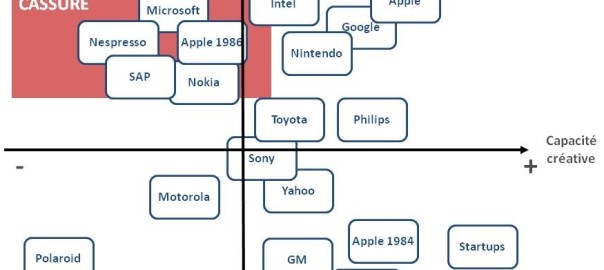 CASSURE
Microsoft
Intel
Apple
Nespresso
Apple 1986
Google
Nintendo
SAP
Nokia
Toyota
Philips
Capacité
créative
-
+
Sony
Motorola
Yahoo
Polaroid
GM
Apple 1984
Startups